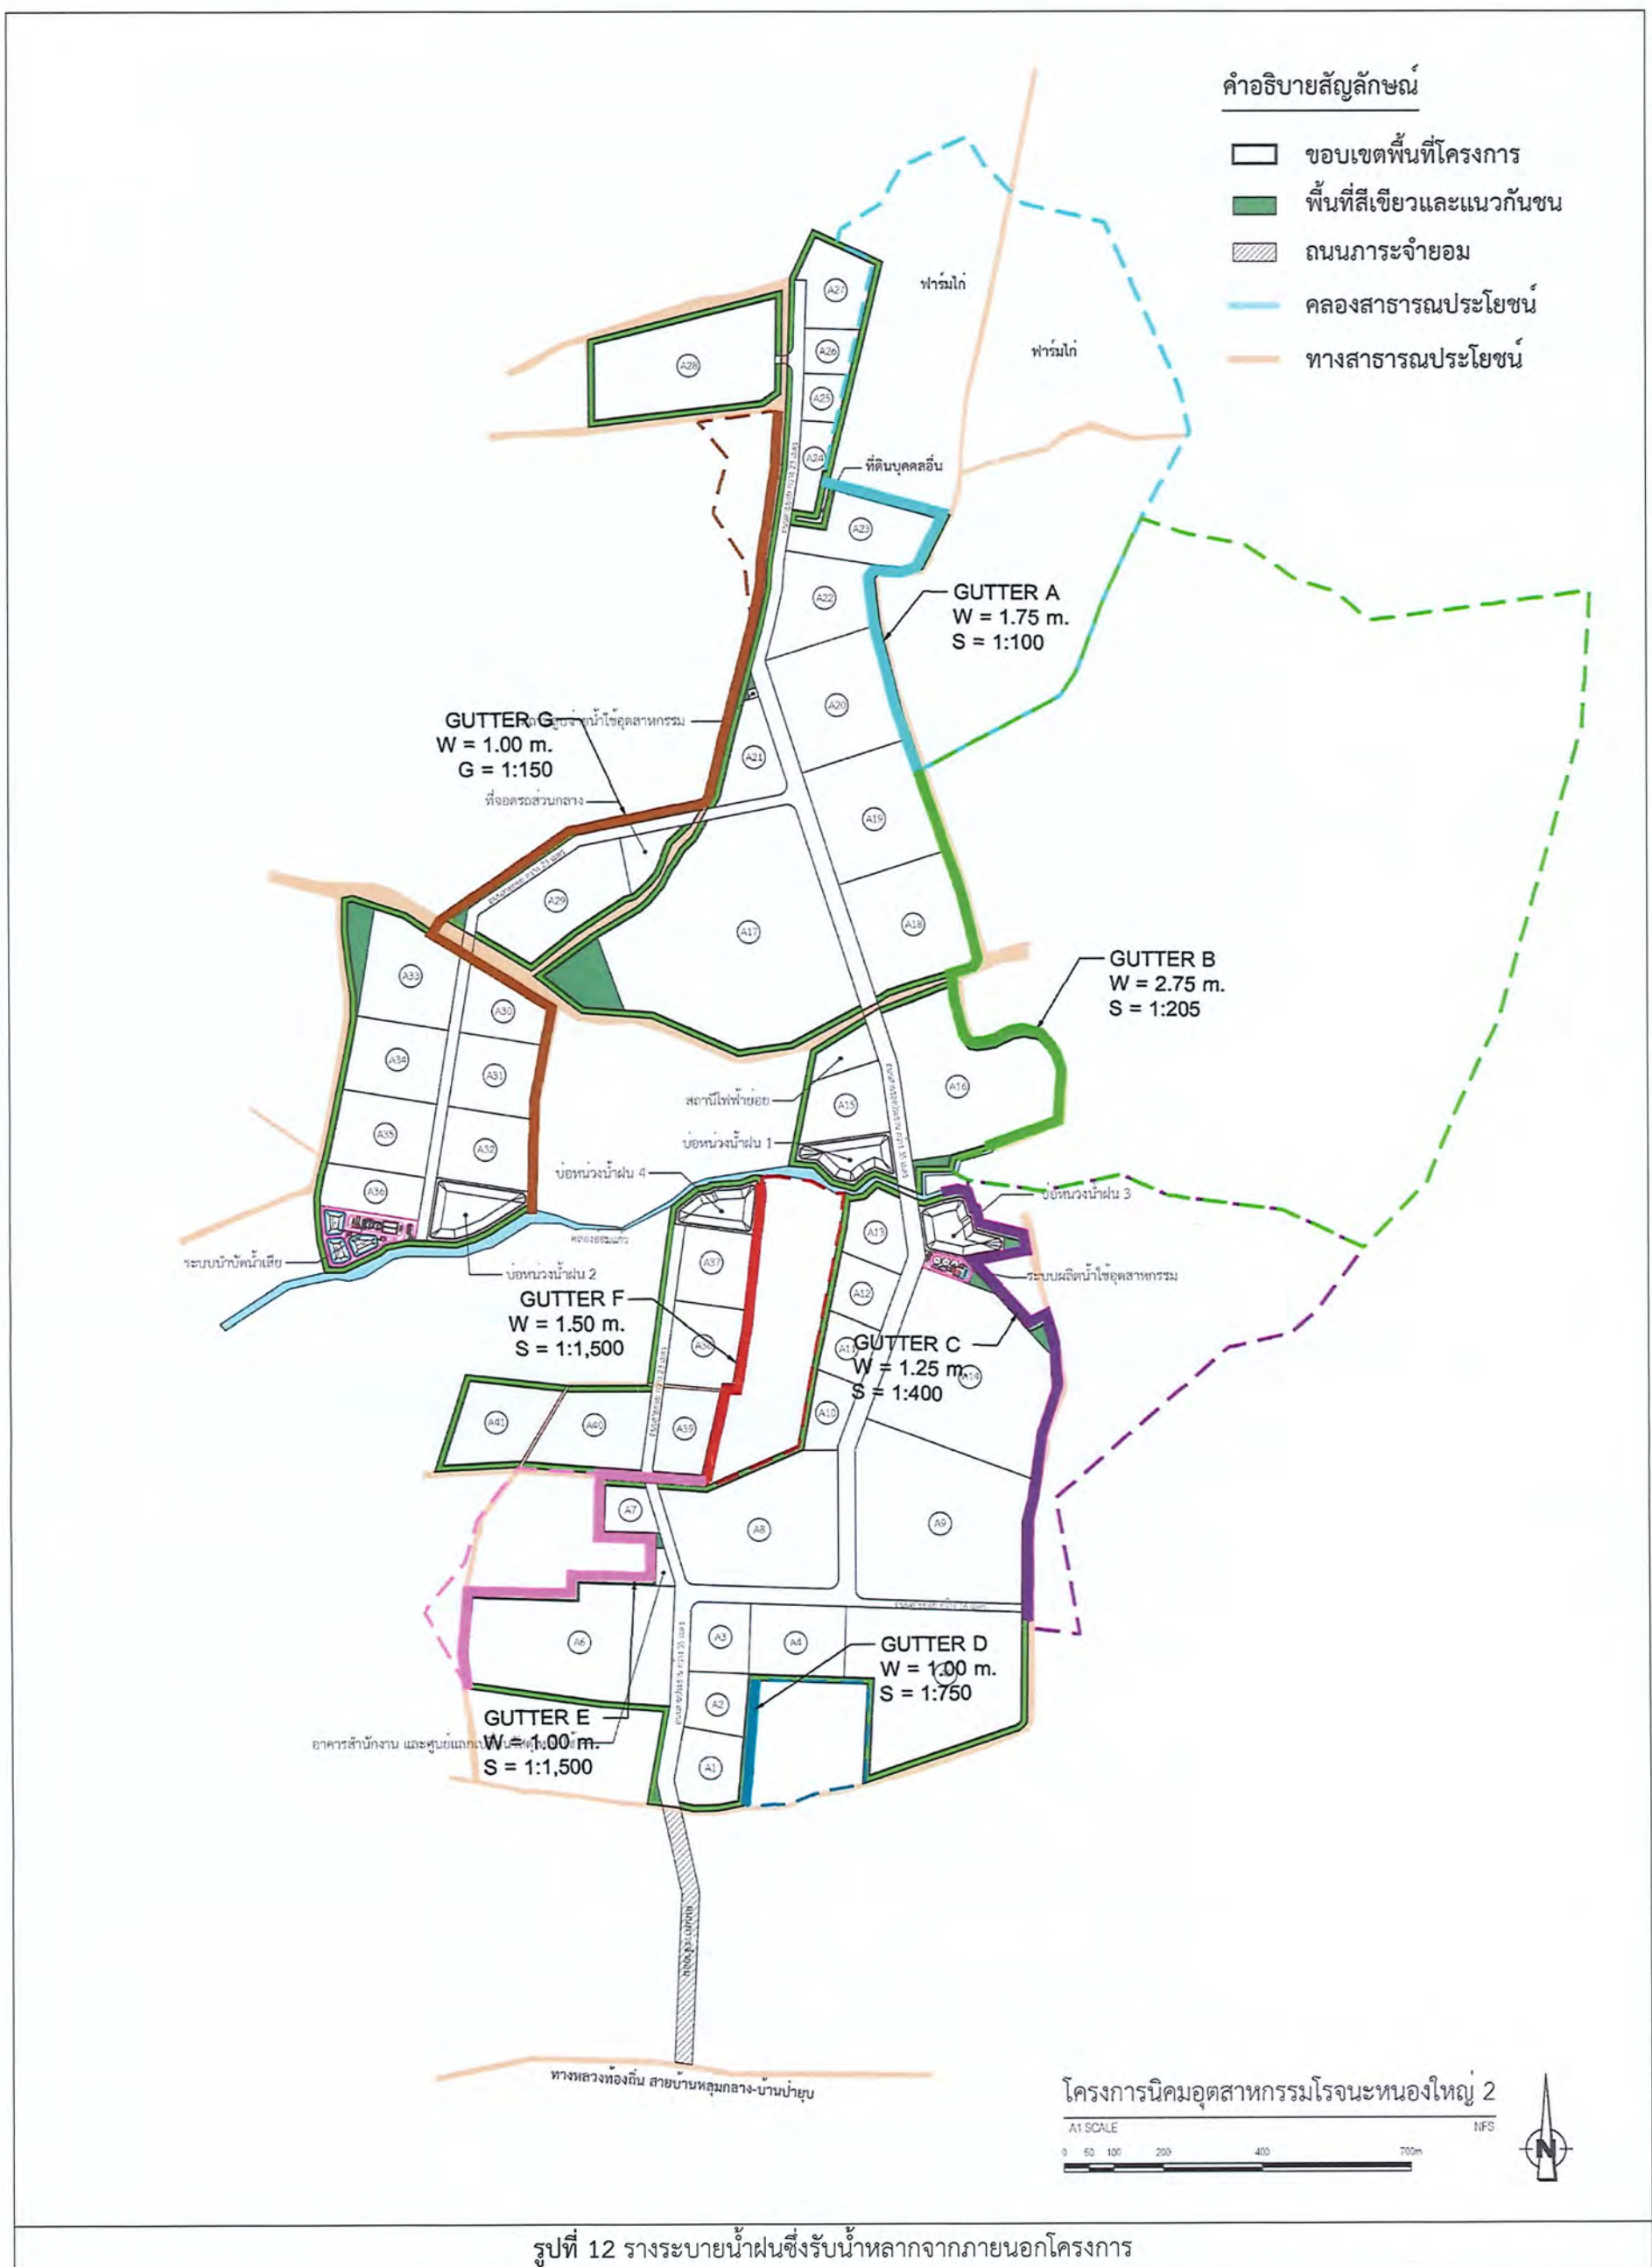 คำอธิบายสัญลักษณ์
ขอบเขตพื้นที่โครงการ
พื้นที่สีเขียวและแนวกันชน
ถนนภาระจำยอม
คลองสาธารณประโยชน์
ทางสาธารณประโยชน์
A27
ฟาร์มไก่
ฟาร์มไก่
A26
A28
A25
A24
ที่ดินบุคคลอื่น
A23
GUTTER A
W = 1.75 m.
S = 1:100
A22
A20
GUTTER G
W = 1.00 m.
G = 1:150
A21
ที่จอดรถส่วนกลาง
A19
A29
A17
A18
GUTTER B
W = 2.75 m.
S = 1:205
A33
A30
A34
A31
A16
สถานีไฟฟ้าย่อย
A15
A35
A32
บ่อหน่วงน้ำฝน 1
บ่อหน่วงน้ำฝน 4
A36
บ่อหน่วงน้ำฝน 3
A13
ระบบบำบัดน้ำเสีย
บ่อหน่วงน้ำฝน 2
A37
ระบบผลิตน้ำใช้อุตสาหกรรม
A12
GUTTER F
W = 1.50 m.
S = 1:1,500
A38
A11
GUTTER C
W = 1.25 m.
S = 1:400
A14
A10
A41
A40
A39
A7
A8
A9
A6
A3
A4
GUTTER D
W = 1.00 m.
S = 1:750
A2
GUTTER E
W = 1.00 m.
S = 1:1,500
A1
ถนนภาระจำยอม
ทางหลวงท้องถิ่น สายบ้านหลุมกลาง-บ้านป่ายุบ
โครงการนิคมอุตสาหกรรมโรจนะหนองใหญ่ 2
A1 SCALE NFS
0 50 100 200 400 700m
N
รูปที่ 12 รางระบายน้ำฝนซึ่งรับน้ำหลากจากภายนอกโครงการ